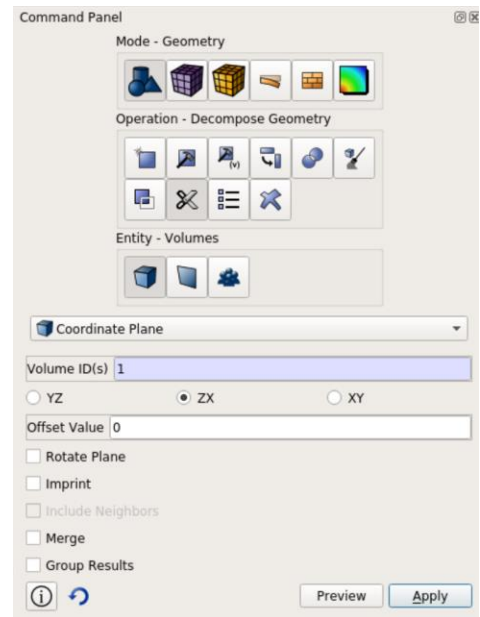 Command Panel
Mode - Geometry
Operation - Decompose Geometry
(v)
Entity - Volumes
Coordinate Plane
Volume ID(s) 1
YZ ZX XY
Offset Value 0
Rotate Plane
Imprint
Include Neighbors
Merge
Group Results
Preview Apply